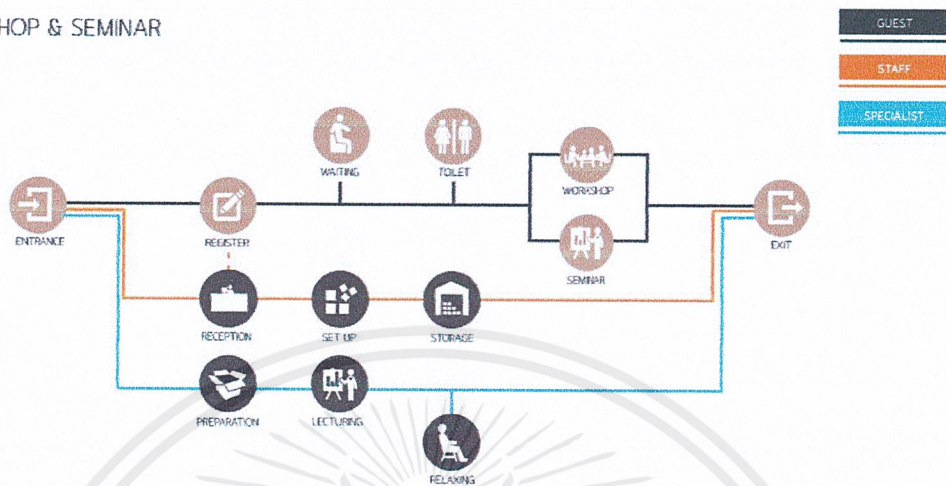 HOP & SEMINAR
GUEST
STAFF
SPECIALIST
WAITING
TOILET
WORKSHOP
ENTRANCE
REGISTER
EXIT
SEMINAR
RECEPTION
SET UP
STORAGE
PREPARATION
LECTURING
RELAXING